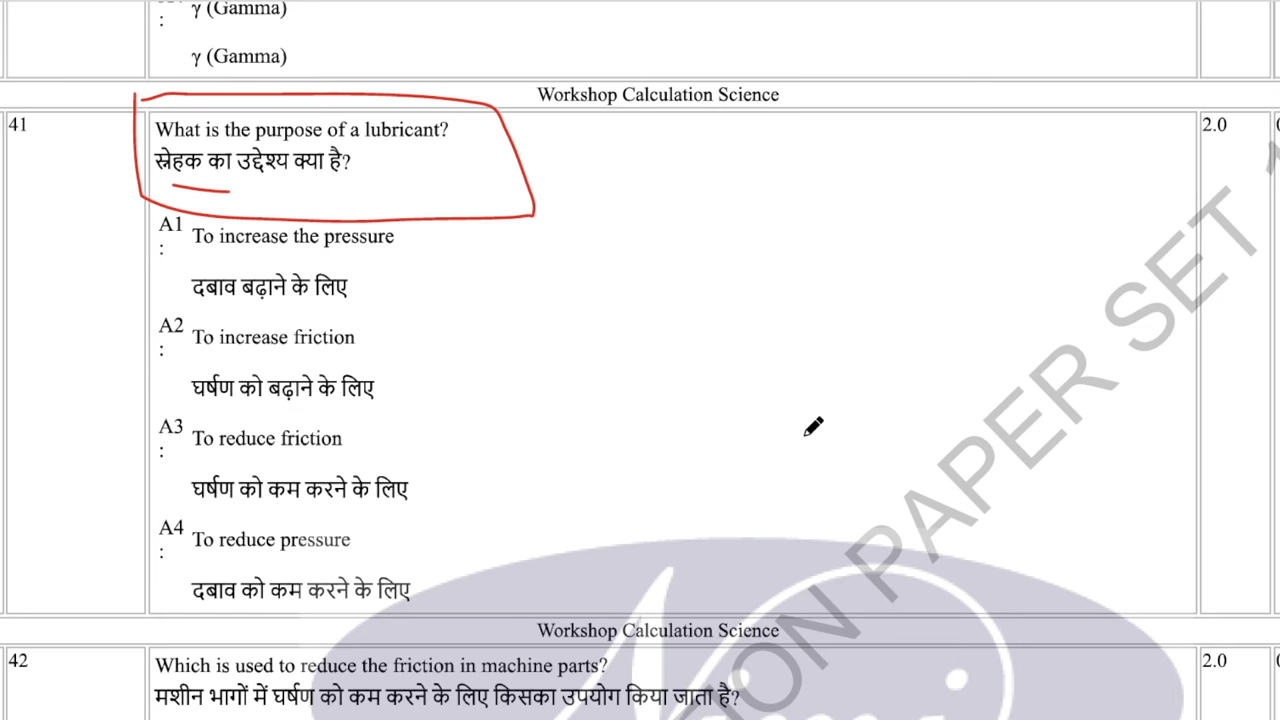 γ (Gamma)
:
γ (Gamma)
Workshop Calculation Science
41
What is the purpose of a lubricant?
2.0
स्नेहक का उद्देश्य क्या है?
A1
:
To increase the pressure
दबाव बढ़ाने के लिए
A2
:
To increase friction
घर्षण को बढ़ाने के लिए
A3
:
To reduce friction
घर्षण को कम करने के लिए
A4
:
To reduce pressure
दबाव को कम करने के लिए
Workshop Calculation Science
42
Which is used to reduce the friction in machine parts?
2.0
मशीन भागों में घर्षण को कम करने के लिए किसका उपयोग किया जाता है?
PAPER SET